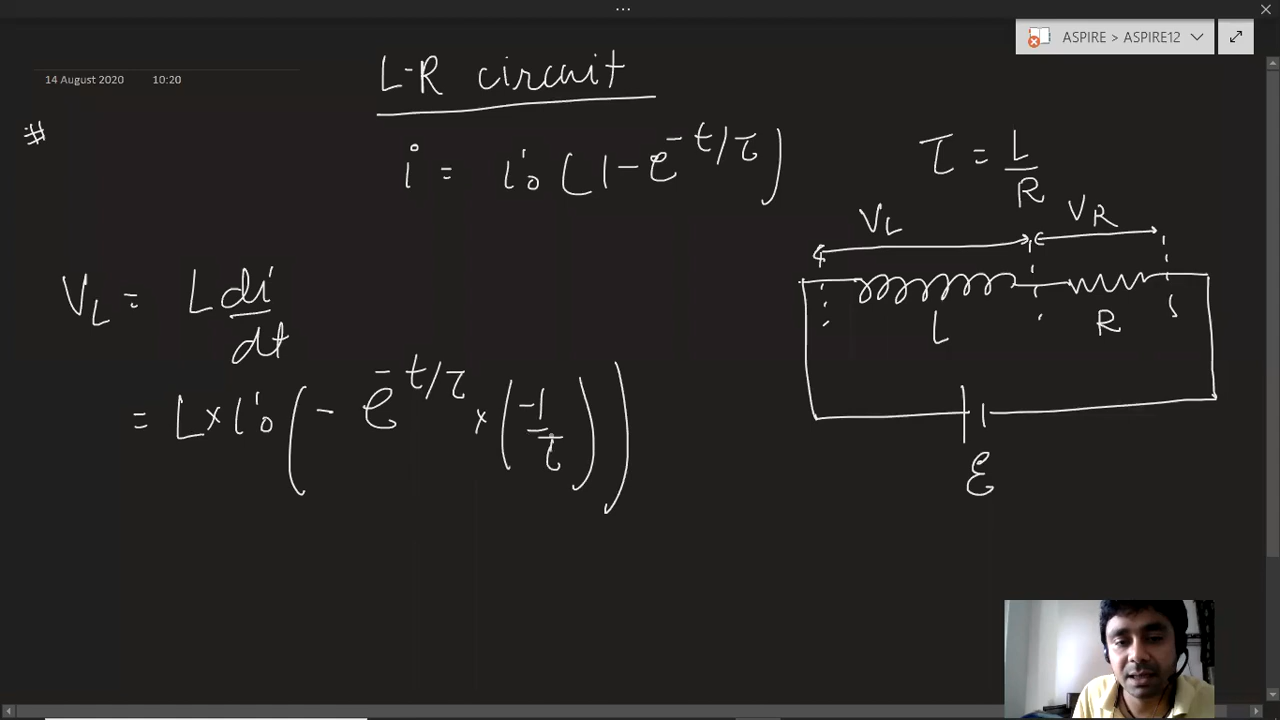 ...
ASPIRE > ASPIRE12
14 August 2020 10:20
L-R circuit
#
i = i₀ (1 - e^{-t/τ})
τ = L/R
V_L V_R
L R
ε
V_L = L di/dt
= L × i₀ ( - e^{-t/τ} × (-1/τ) )